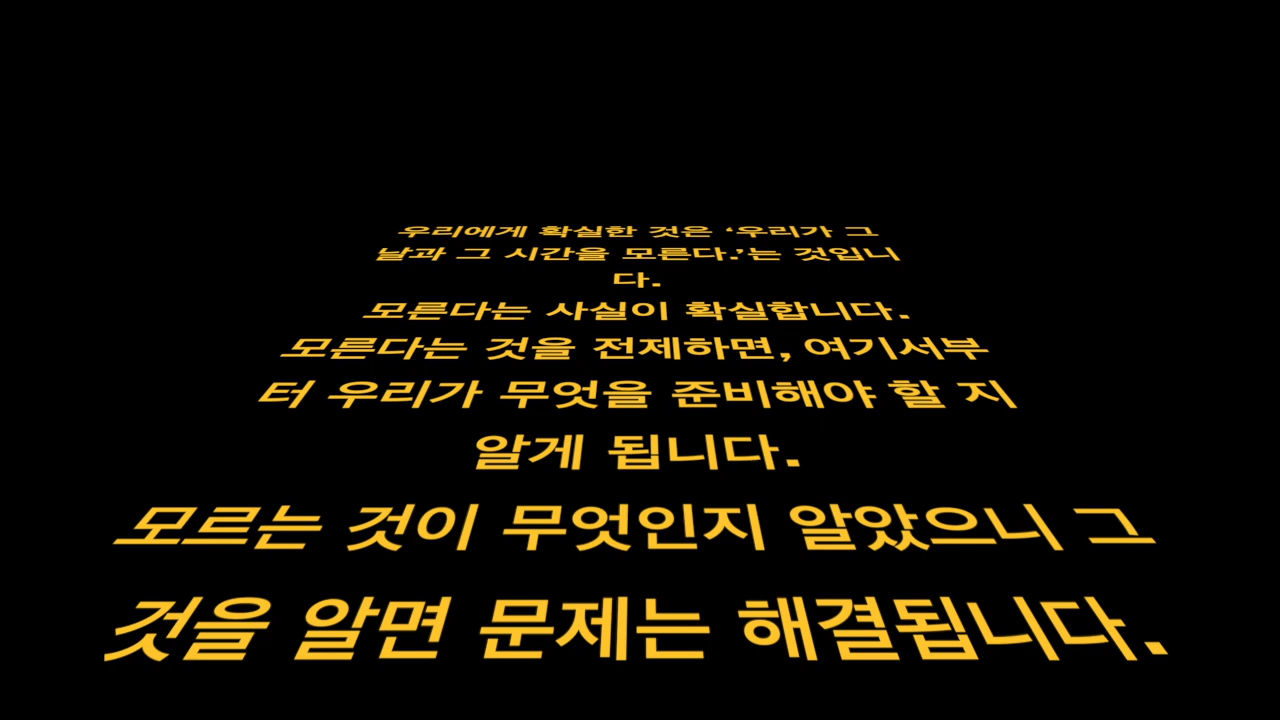 우리에게 확실한 것은 ‘우리가 그
날과 그 시간을 모른다.’는 것입니
다.
모른다는 사실이 확실합니다.
모른다는 것을 전제하면, 여기서부
터 우리가 무엇을 준비해야 할 지
알게 됩니다.
모르는 것이 무엇인지 알았으니 그
것을 알면 문제는 해결됩니다.